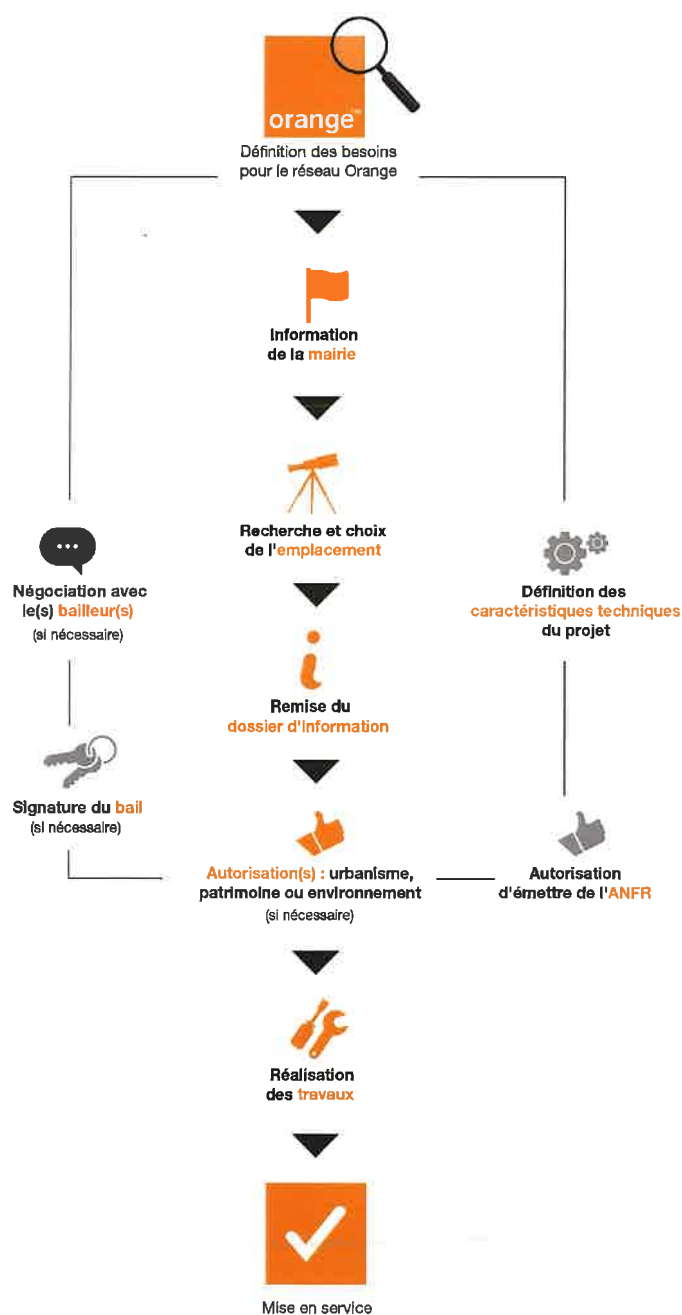 orange™
Définition des besoins
pour le réseau Orange
Information
de la mairie
Recherche et choix
de l'emplacement
Négociation avec
le(s) bailleur(s)
(si nécessaire)
Définition des
caractéristiques techniques
du projet
Remise du
dossier d'information
Signature du bail
(si nécessaire)
Autorisation(s) : urbanisme,
patrimoine ou environnement
(si nécessaire)
Autorisation
d'émettre de l'ANFR
Réalisation
des travaux
Mise en service